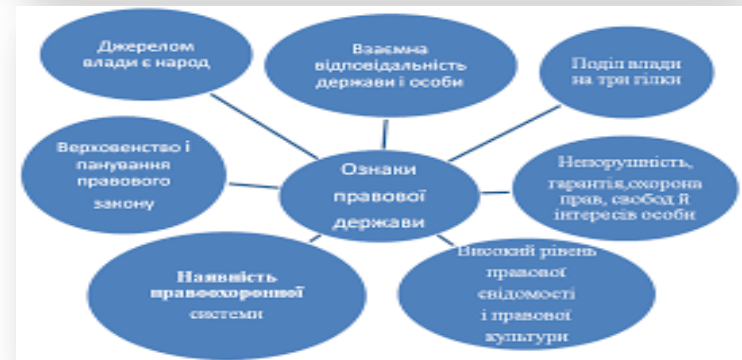 Джерелом
влади є народ
Взаємна
відповідальність
держави і особи
Поділ влади
на три гілки
Верховенство і
панування
правового
закону
Ознаки
правової
держави
Непорушність,
гарантія,охорона
прав, свобод й
інтересів особи
Наявність
правоохоронної
системи
Високий рівень
правової
свідомості
і правової
культури